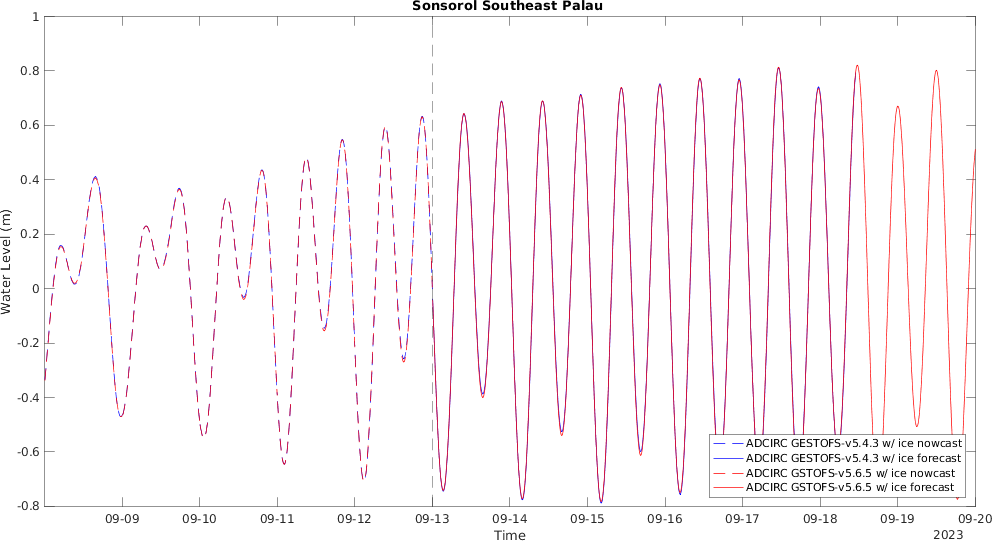 Sonsorol Southeast Palau
Water Level (m)
1
0.8
0.6
0.4
0.2
0
-0.2
-0.4
-0.6
-0.8
ADCIRC GESTOFS-v5.4.3 w/ ice nowcast
ADCIRC GESTOFS-v5.4.3 w/ ice forecast
ADCIRC GSTOFS-v5.6.5 w/ ice nowcast
ADCIRC GSTOFS-v5.6.5 w/ ice forecast
09-09 09-10 09-11 09-12 09-13 09-14 09-15 09-16 09-17 09-18 09-19 09-20
Time
2023